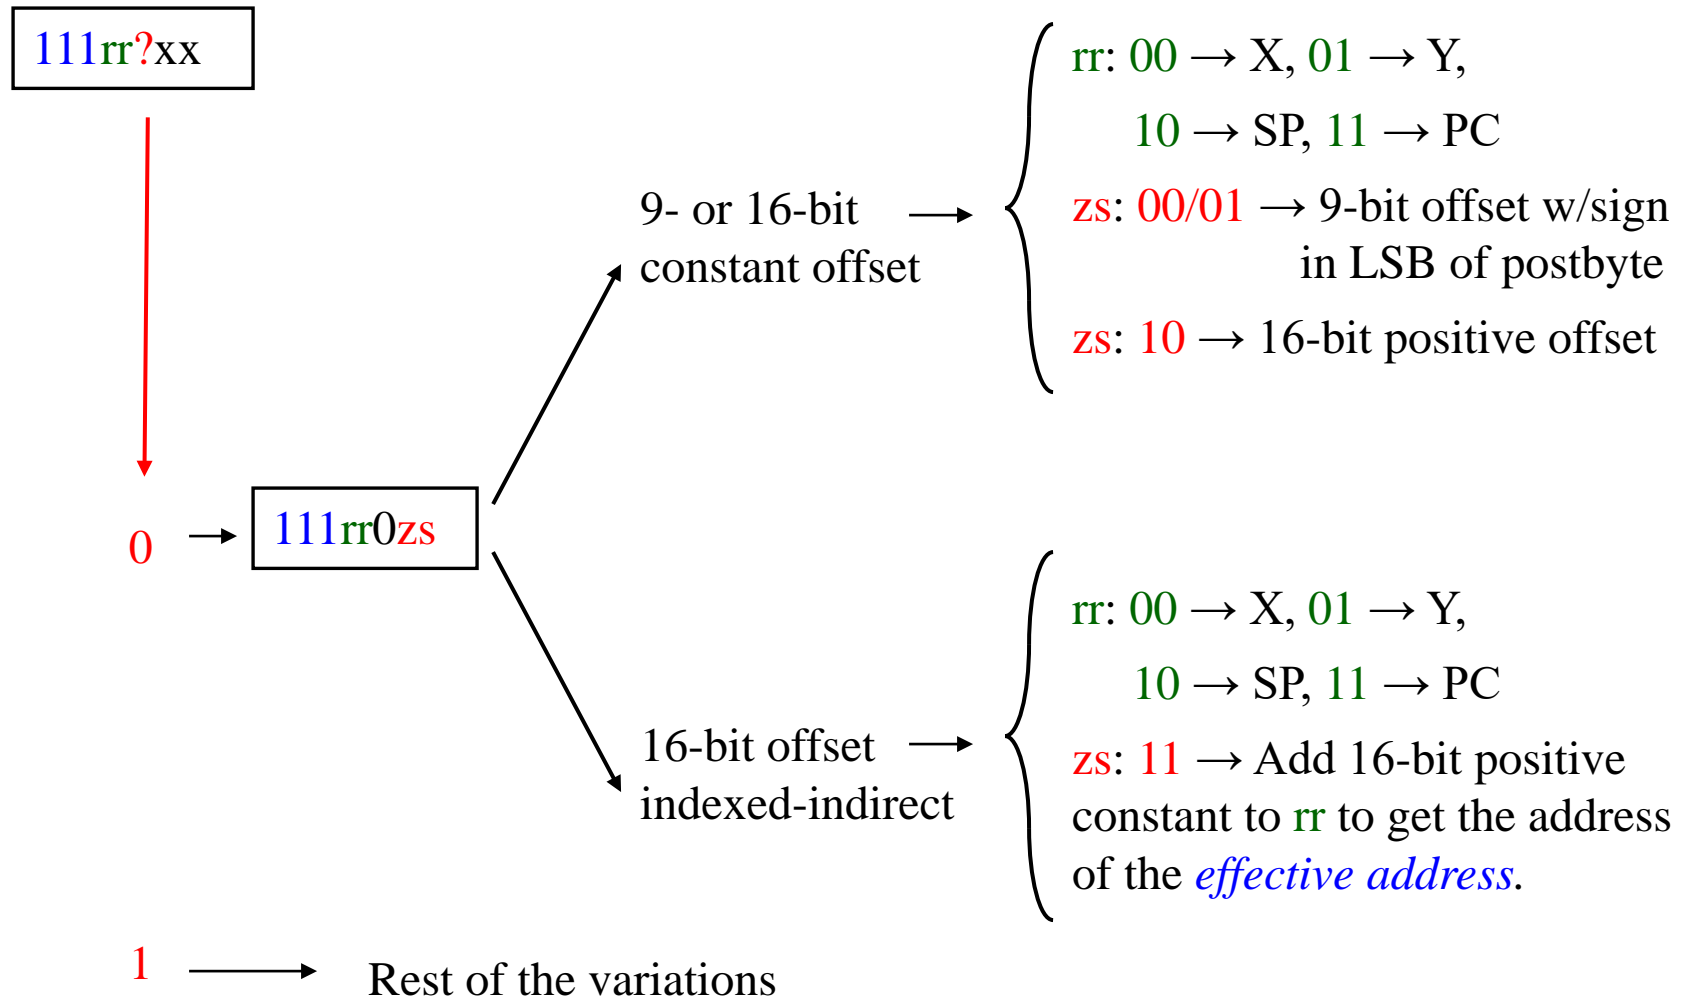 111rr?xx
rr: 00 → X, 01 → Y,
10 → SP, 11 → PC
9- or 16-bit
constant offset
zs: 00/01 → 9-bit offset w/sign
in LSB of postbyte
zs: 10 → 16-bit positive offset
0
111rr0zs
rr: 00 → X, 01 → Y,
10 → SP, 11 → PC
16-bit offset
indexed-indirect
zs: 11 → Add 16-bit positive
constant to rr to get the address
of the effective address.
1
Rest of the variations